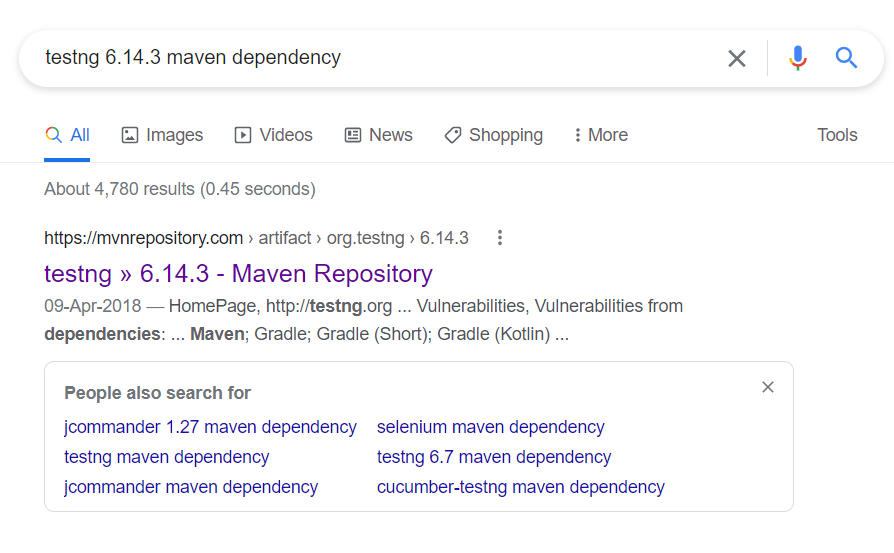 testng 6.14.3 maven dependency
All Images Videos News Shopping More Tools
About 4,780 results (0.45 seconds)
https://mvnrepository.com › artifact › org.testng › 6.14.3
testng » 6.14.3 - Maven Repository
09-Apr-2018 — HomePage, http://testng.org ... Vulnerabilities, Vulnerabilities from
dependencies: ... Maven; Gradle; Gradle (Short); Gradle (Kotlin) ...
People also search for
jcommander 1.27 maven dependency selenium maven dependency
testng maven dependency testng 6.7 maven dependency
jcommander maven dependency cucumber-testng maven dependency